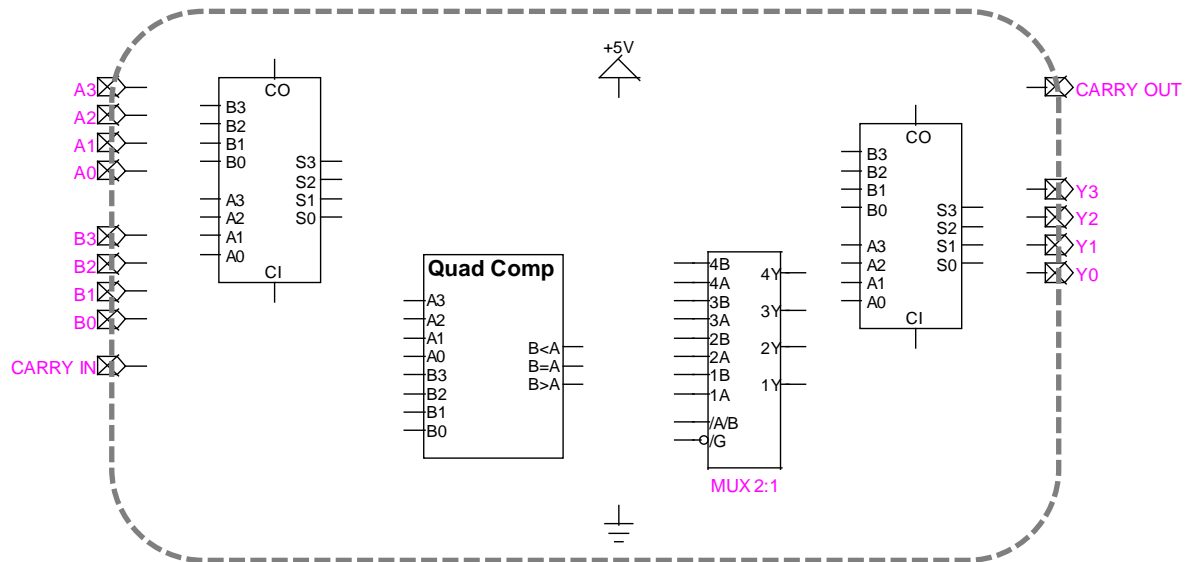 A3
A2
A1
A0
B3
B2
B1
B0
CARRY IN
CO
B3
B2
B1
B0
A3
A2
A1
A0
S3
S2
S1
S0
CI
Quad Comp
A3
A2
A1
A0
B3
B2
B1
B0
B<A
B=A
B>A
+5V
4B
4A
3B
3A
2B
2A
1B
1A
/A/B
/G
4Y
3Y
2Y
1Y
MUX 2:1
CO
B3
B2
B1
B0
A3
A2
A1
A0
S3
S2
S1
S0
CI
CARRY OUT
Y3
Y2
Y1
Y0